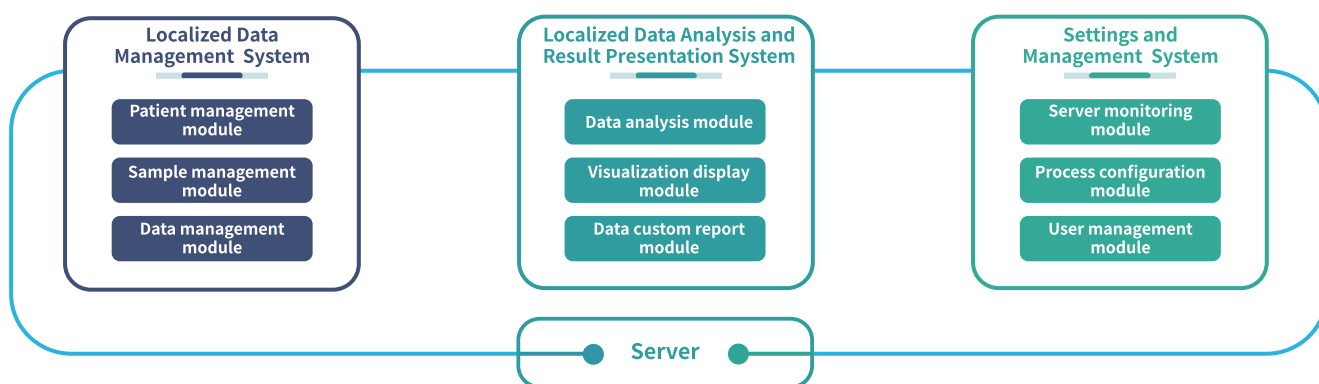 Localized Data
Management System
Patient management
module
Sample management
module
Data management
module
Localized Data Analysis and
Result Presentation System
Data analysis module
Visualization display
module
Data custom report
module
Settings and
Management System
Server monitoring
module
Process configuration
module
User management
module
Server